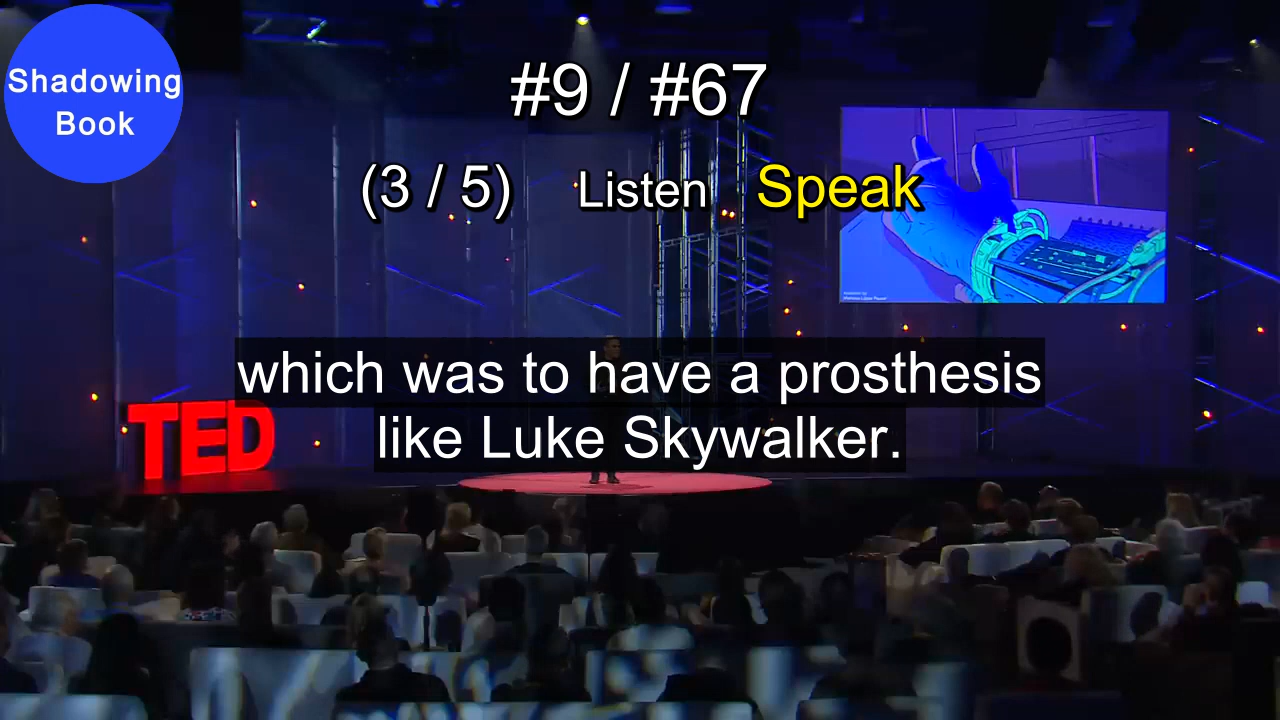 Shadowing
Book
#9 / #67
(3 / 5) Listen Speak
which was to have a prosthesis
like Luke Skywalker.
TED